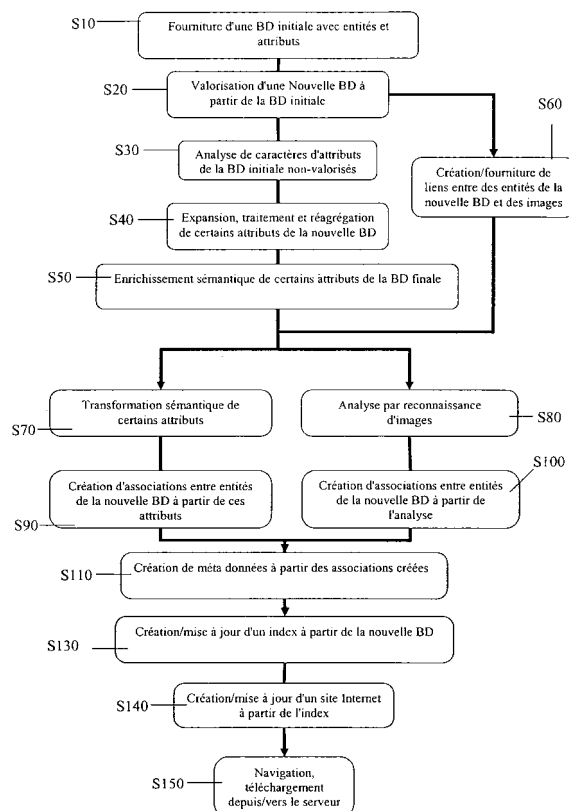 S10
Fourniture d'une BD initiale avec entités et
attributs
S20
Valorisation d'une Nouvelle BD à
partir de la BD initiale
S60
S30
Analyse de caractères d'attributs
de la BD initiale non-valorisés
Création/fourniture de
liens entre des entités de la
nouvelle BD et des images
S40
Expansion, traitement et réagrégation
de certains attributs de la nouvelle BD
S50
Enrichissement sémantique de certains attributs de la BD finale
Transformation sémantique de
certains attributs
S70
Analyse par reconnaissance
d'images
S80
Création d'associations entre entités
de la nouvelle BD à partir de ces
attributs
S90
S100
Création d'associations entre entités
de la nouvelle BD à partir de
l'analyse
S110
Création de méta données à partir des associations créées
Création/mise à jour d'un index à partir de la nouvelle BD
S130
S140
Création/mise à jour d'un site Internet
à partir de l'index
S150
Navigation,
téléchargement
depuis/vers le serveur